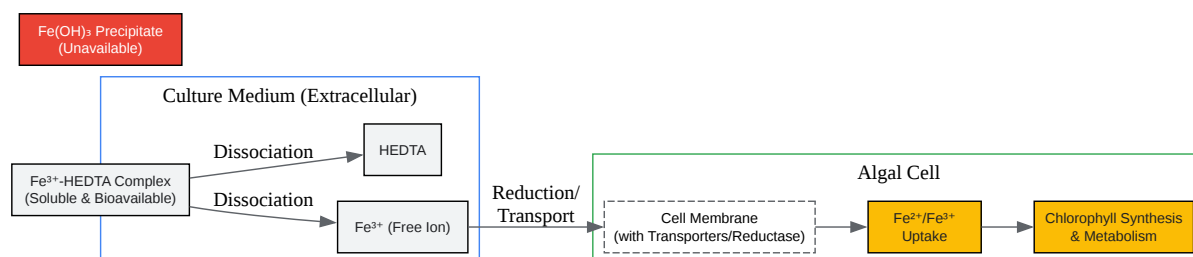 Fe(OH)₃ Precipitate
(Unavailable)
Culture Medium (Extracellular)
Dissociation
HEDTA
Fe³⁺-HEDTA Complex
(Soluble & Bioavailable)
Dissociation
Fe³⁺ (Free Ion)
Reduction/
Transport
Algal Cell
Cell Membrane
(with Transporters/Reductase)
Fe²⁺/Fe³⁺
Uptake
Chlorophyll Synthesis
& Metabolism